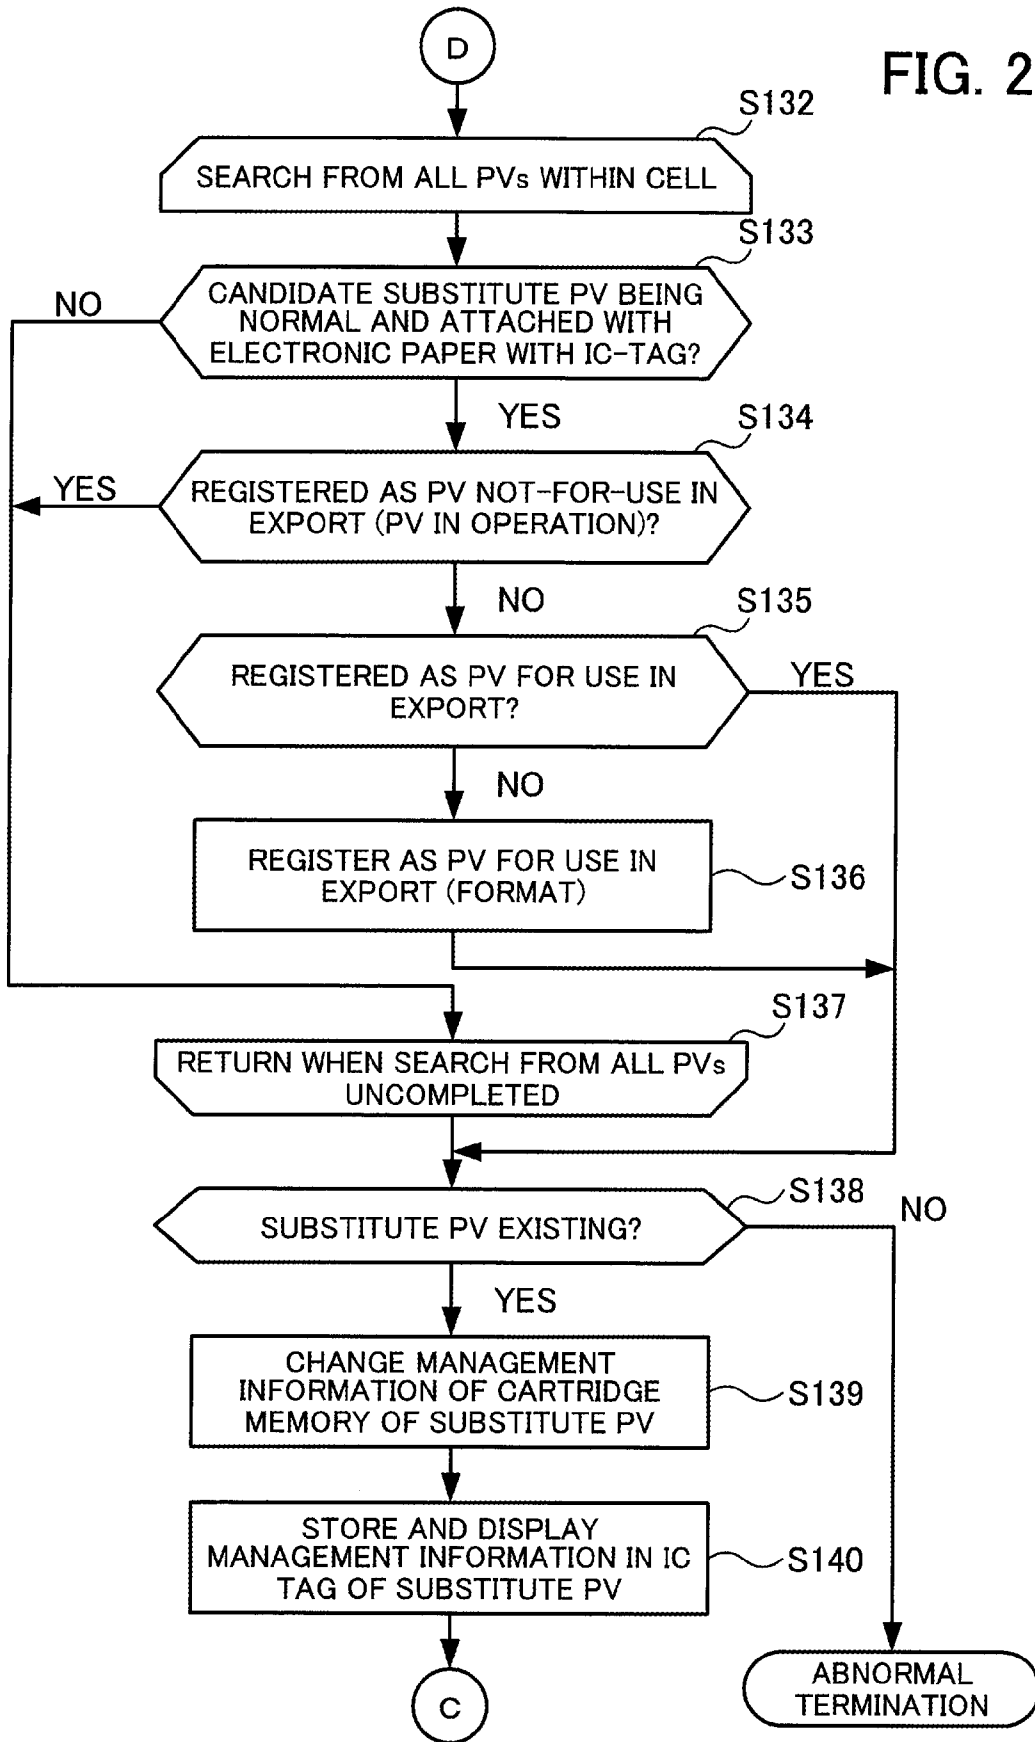 D
FIG. 2
S132
SEARCH FROM ALL PVs WITHIN CELL
S133
CANDIDATE SUBSTITUTE PV BEING
NORMAL AND ATTACHED WITH
ELECTRONIC PAPER WITH IC-TAG?
NO
YES
S134
REGISTERED AS PV NOT-FOR-USE IN
EXPORT (PV IN OPERATION)?
YES
NO
S135
REGISTERED AS PV FOR USE IN
EXPORT?
YES
NO
REGISTER AS PV FOR USE IN
EXPORT (FORMAT)
S136
S137
RETURN WHEN SEARCH FROM ALL PVs
UNCOMPLETED
S138
SUBSTITUTE PV EXISTING?
NO
YES
CHANGE MANAGEMENT
INFORMATION OF CARTRIDGE
MEMORY OF SUBSTITUTE PV
S139
STORE AND DISPLAY
MANAGEMENT INFORMATION IN IC
TAG OF SUBSTITUTE PV
S140
C
ABNORMAL
TERMINATION